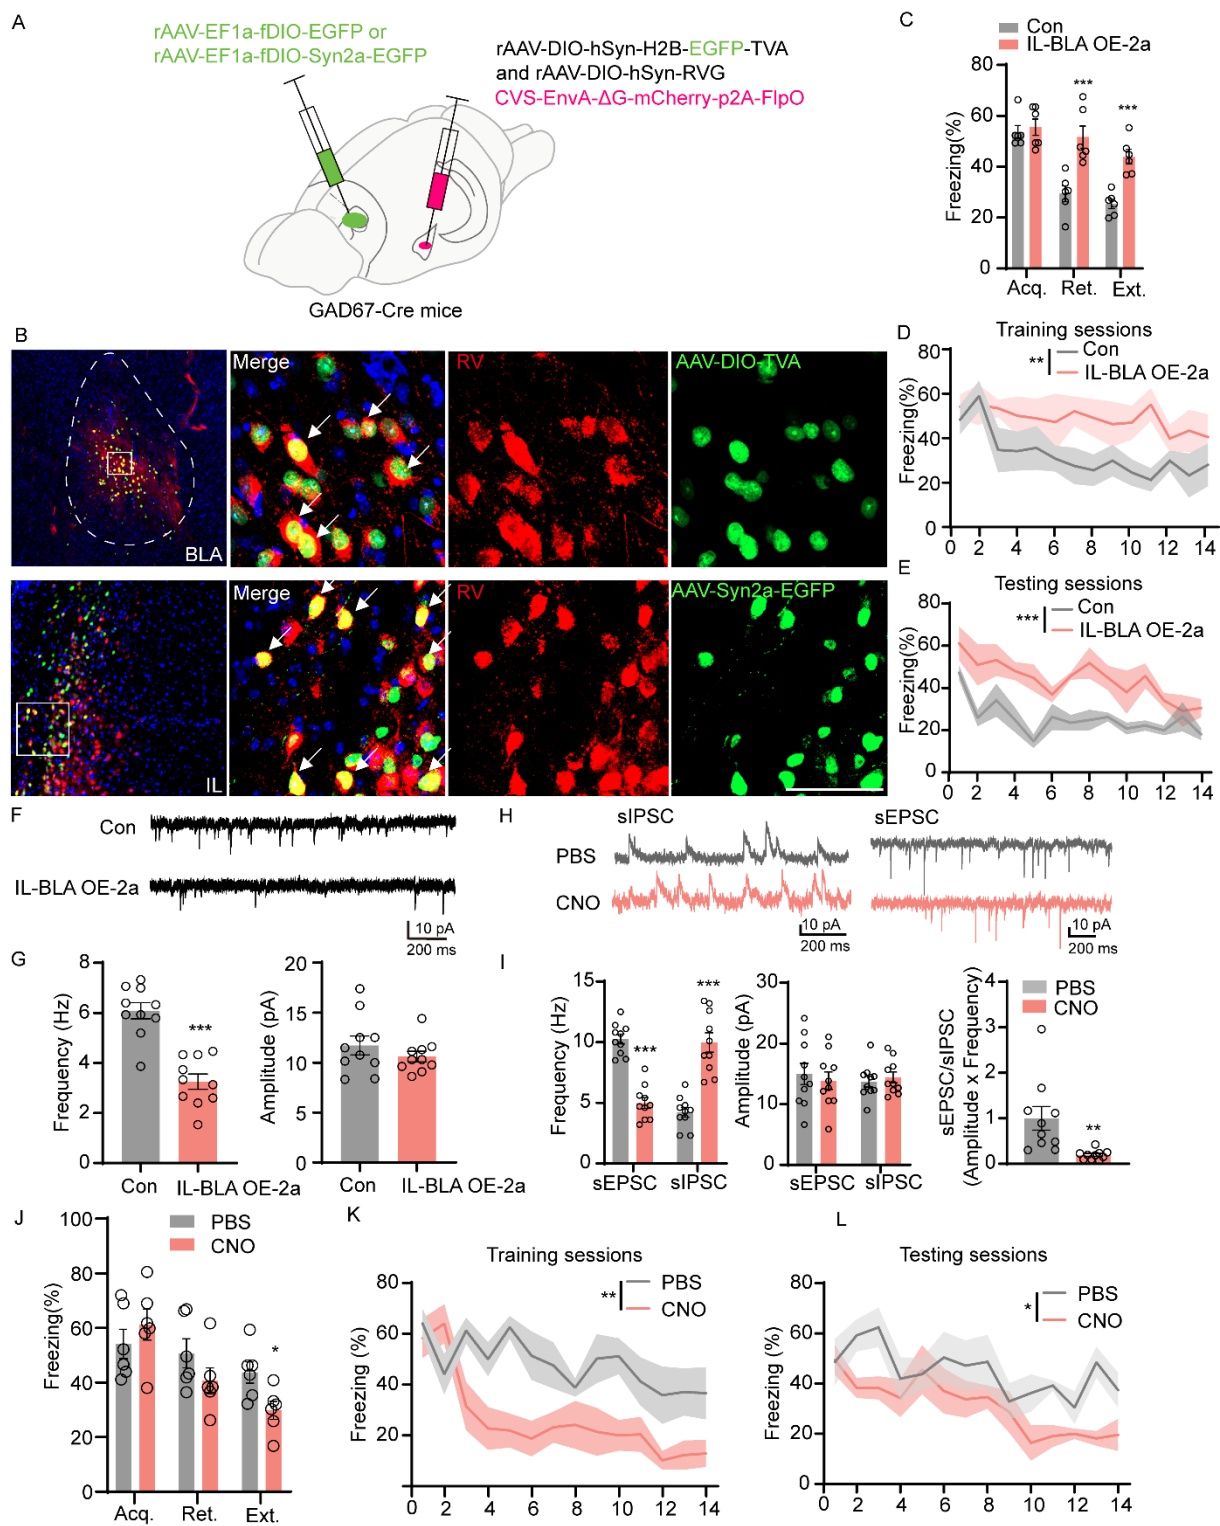 A
rAAV-EF1a-fDIO-EGFP or
rAAV-EF1a-fDIO-Syn2a-EGFP
rAAV-DIO-hSyn-H2B-EGFP-TVA
and rAAV-DIO-hSyn-RVG
CVS-EnvA-ΔG-mCherry-p2A-FlpO
GAD67-Cre mice
C
Con
IL-BLA OE-2a
Freezing(%)
80
60
40
20
0
***
***
Acq. Ret. Ext.
B
BLA
Merge
RV
AAV-DIO-TVA
IL
Merge
RV
AAV-Syn2a-EGFP
D
Training sessions
Con
IL-BLA OE-2a
**
Freezing(%)
80
60
40
20
0
0 2 4 6 8 10 12 14
E
Testing sessions
Con
IL-BLA OE-2a
***
Freezing(%)
80
60
40
20
0
0 2 4 6 8 10 12 14
F
Con
IL-BLA OE-2a
10 pA
200 ms
H
sIPSC
sEPSC
PBS
CNO
10 pA
200 ms
10 pA
200 ms
G
Frequency (Hz)
8
6
4
2
0
***
Con IL-BLA OE-2a
Amplitude (pA)
20
15
10
5
0
Con IL-BLA OE-2a
I
Frequency (Hz)
15
10
5
0
***
***
sEPSC sIPSC
Amplitude (pA)
30
15
0
sEPSC sIPSC
sEPSC/sIPSC
(Amplitude x Frequency)
4
3
2
1
0
PBS
CNO
**
J
PBS
CNO
Freezing(%)
100
80
60
40
20
0
*
Acq. Ret. Ext.
K
Training sessions
PBS
CNO
**
Freezing (%)
80
60
40
20
0 2 4 6 8 10 12 14
L
Testing sessions
PBS
CNO
*
Freezing (%)
80
60
40
20
0
0 2 4 6 8 10 12 14